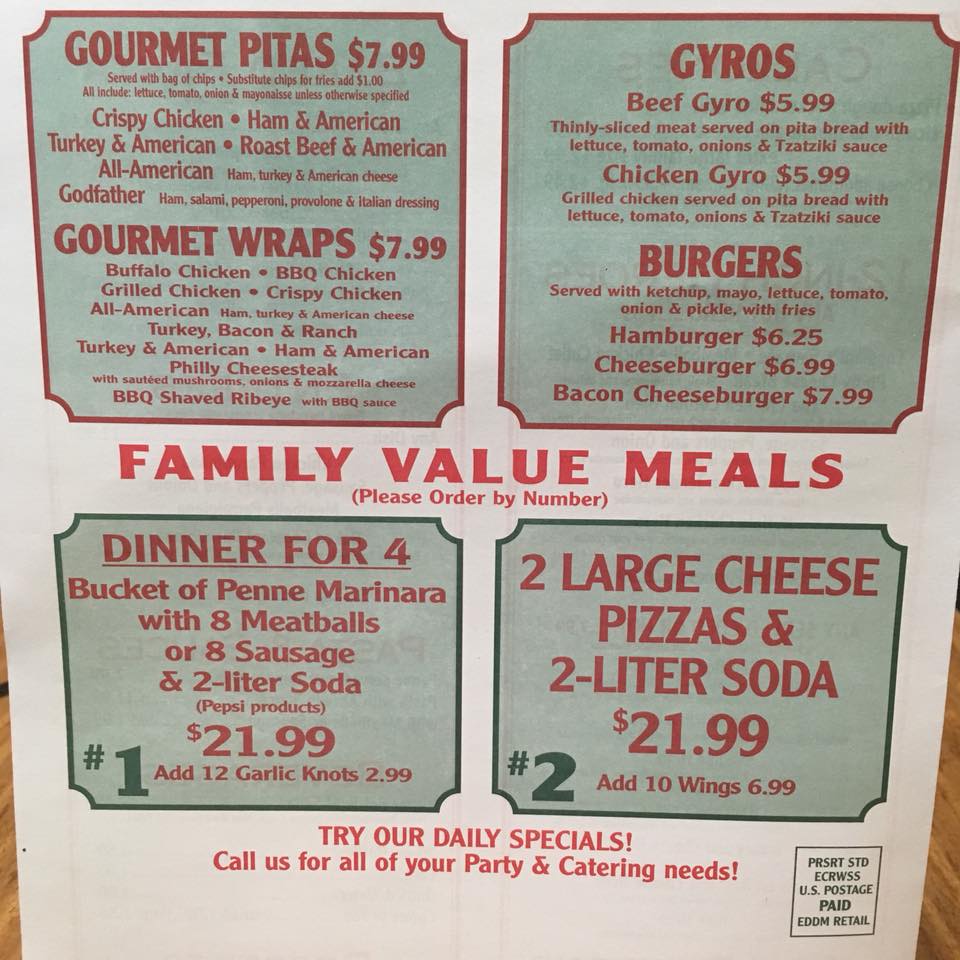 GOURMET PITAS $7.99
Served with bag of chips • Substitute chips for fries add $1.00
All include: lettuce, tomato, onion & mayonaisse unless otherwise specified
Crispy Chicken • Ham & American
Turkey & American • Roast Beef & American
All-American Ham, turkey & American cheese
Godfather Ham, salami, pepperoni, provolone & italian dressing
GOURMET WRAPS $7.99
Buffalo Chicken • BBQ Chicken
Grilled Chicken • Crispy Chicken
All-American Ham, turkey & American cheese
Turkey, Bacon & Ranch
Turkey & American • Ham & American
Philly Cheesesteak
with sautéed mushrooms, onions & mozzarella cheese
BBQ Shaved Ribeye with BBQ sauce
GYROS
Beef Gyro $5.99
Thinly-sliced meat served on pita bread with
lettuce, tomato, onions & Tzatziki sauce
Chicken Gyro $5.99
Grilled chicken served on pita bread with
lettuce, tomato, onions & Tzatziki sauce
BURGERS
Served with ketchup, mayo, lettuce, tomato,
onion & pickle, with fries
Hamburger $6.25
Cheeseburger $6.99
Bacon Cheeseburger $7.99
FAMILY VALUE MEALS
(Please Order by Number)
DINNER FOR 4
Bucket of Penne Marinara
with 8 Meatballs
or 8 Sausage
& 2-liter Soda
(Pepsi products)
$21.99
#1 Add 12 Garlic Knots 2.99
2 LARGE CHEESE
PIZZAS &
2-LITER SODA
$21.99
#2 Add 10 Wings 6.99
TRY OUR DAILY SPECIALS!
Call us for all of your Party & Catering needs!
PRSRT STD
ECRWSS
U.S. POSTAGE
PAID
EDDM RETAIL